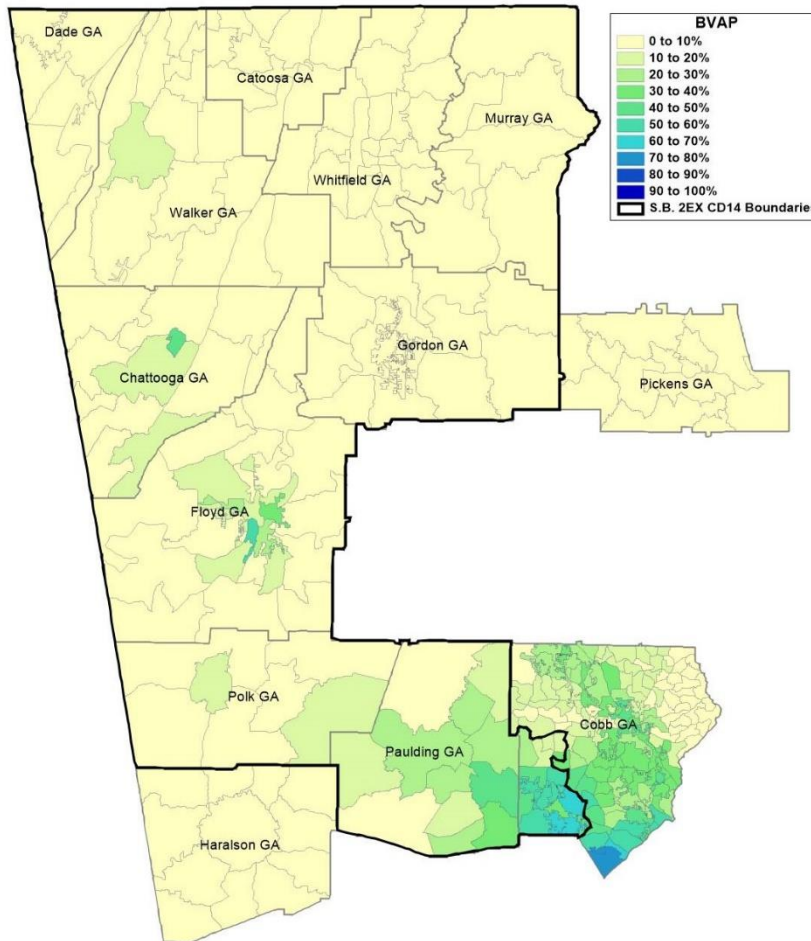 BVAP
0 to 10%
10 to 20%
20 to 30%
30 to 40%
40 to 50%
50 to 60%
60 to 70%
70 to 80%
80 to 90%
90 to 100%
S.B. 2EX CD14 Boundaries
Dade GA
Catoosa GA
Murray GA
Whitfield GA
Walker GA
Gordon GA
Chattooga GA
Pickens GA
Floyd GA
Polk GA
Cobb GA
Paulding GA
Haralson GA